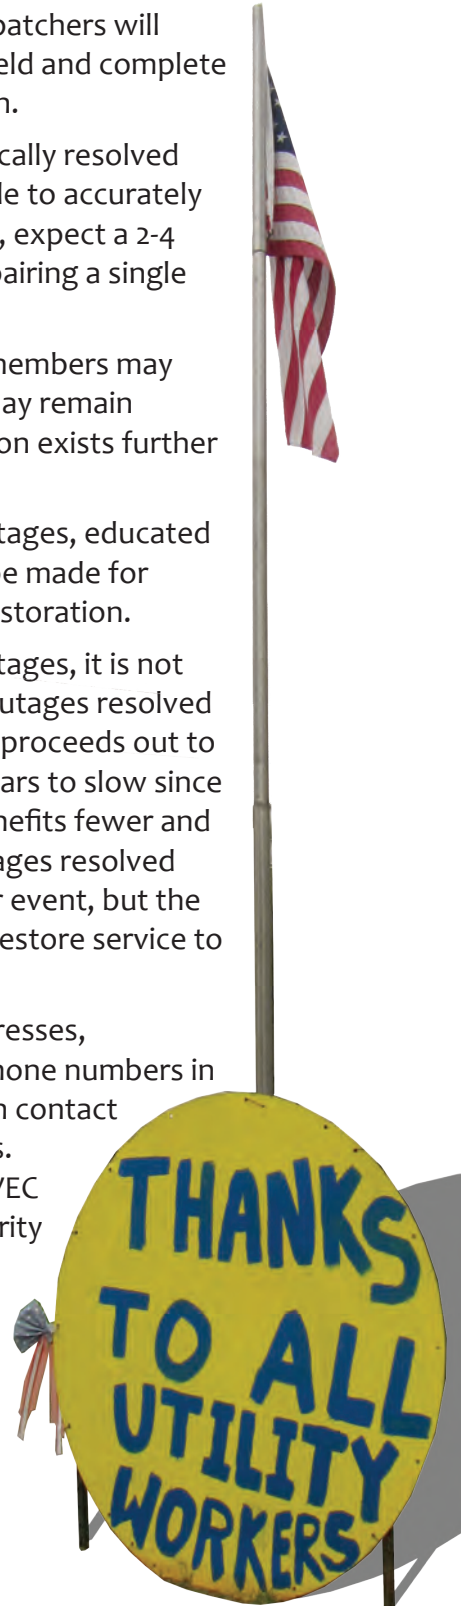 patchers will
eld and complete
n.
cally resolved
le to accurately
, expect a 2-4
pairing a single
members may
ay remain
on exists further
tages, educated
be made for
storation.
tages, it is not
utages resolved
proceeds out to
ars to slow since
nefits fewer and
ages resolved
r event, but the
estore service to
resses,
hone numbers in
n contact
s.
VEC
rity
THANKS
TO ALL
UTILITY
WORKERS